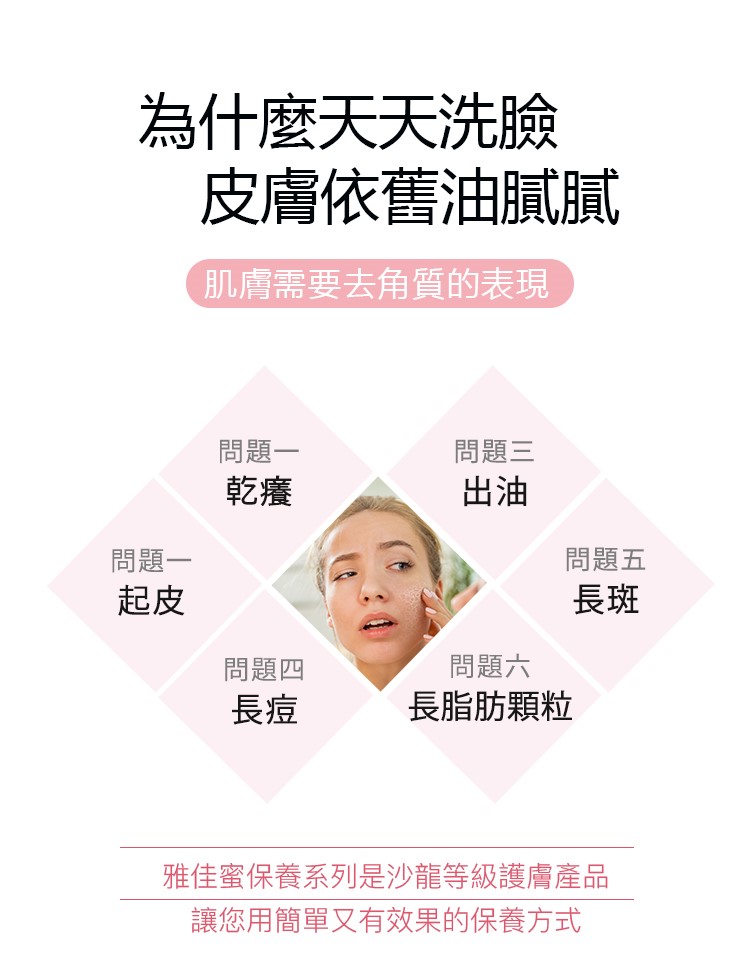 為什麼天天洗臉
皮膚依舊油膩膩
肌膚需要去角質的表現
問題一
乾癢
問題三
出油
問題一
起皮
問題五
長斑
問題四
長痘
問題六
長脂肪顆粒
雅佳蜜保養系列是沙龍等級護膚產品
讓您用簡單又有效果的保養方式